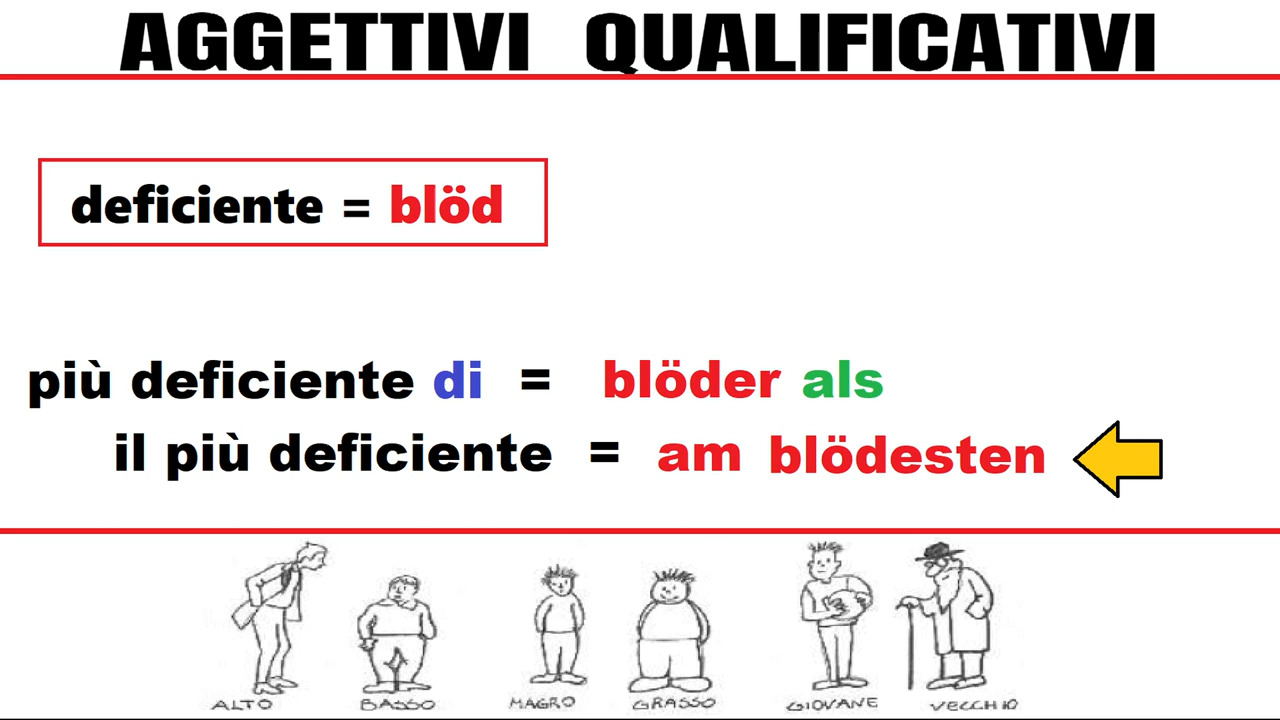 AGGETTIVI QUALIFICATIVI
deficiente = blöd
più deficiente di = blöder als
il più deficiente = am blödesten
ALTO BASSO MAGRO GRASSO GIOVANE VECCHIO